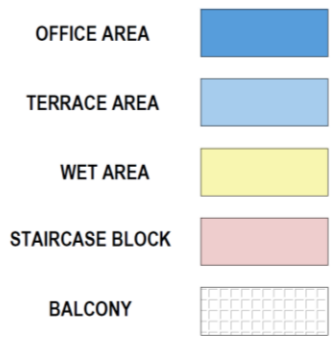 OFFICE AREA
TERRACE AREA
WET AREA
STAIRCASE BLOCK
BALCONY